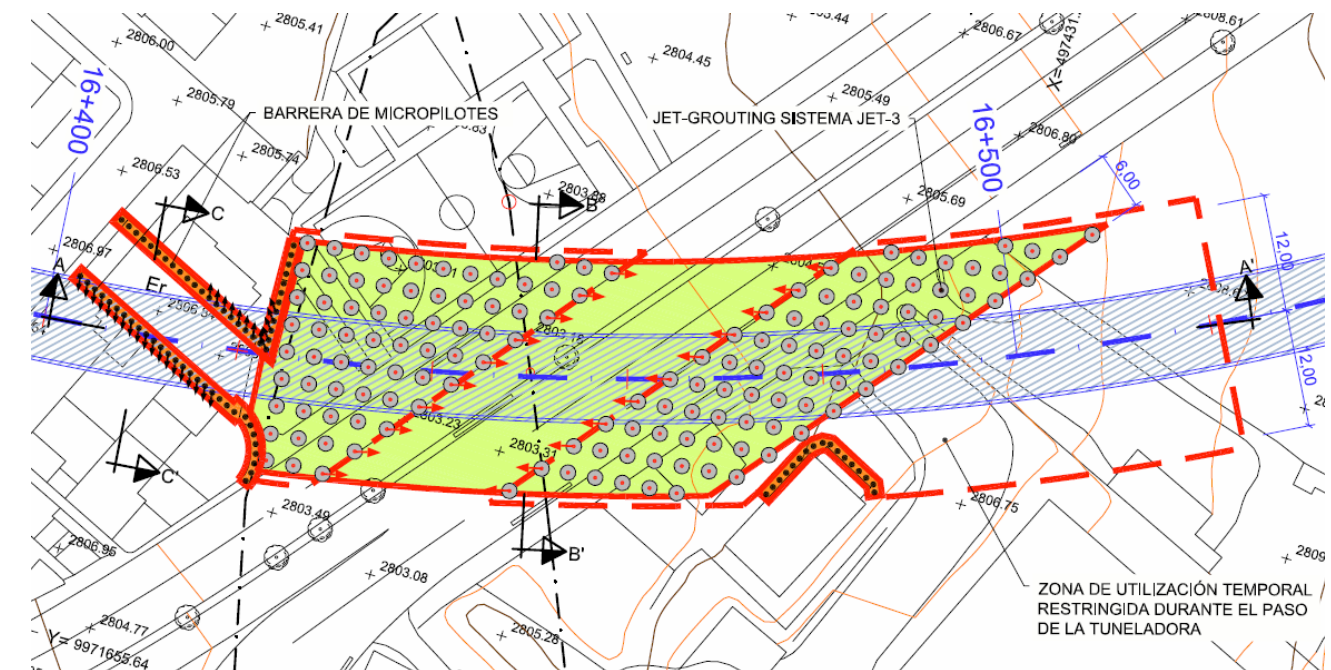 2805.41
2806.00
2805.79
16+400
BARRERA DE MICROPILOTES
2805.74
2806.53
2804.45
2806.67
2808.61
2805.49
JET-GROUTING SISTEMA JET-3
16+500
2806.80
6,00
2805.69
2803.88
C
B
2806.97
A
Er
12,00
A'
12,00
2803.23
2803.31
C'
2803.49
2806.95
2803.08
B'
2806.75
2804.77
Y= 9971655.64
2805.28
ZONA DE UTILIZACIÓN TEMPORAL
RESTRINGIDA DURANTE EL PASO
DE LA TUNELADORA